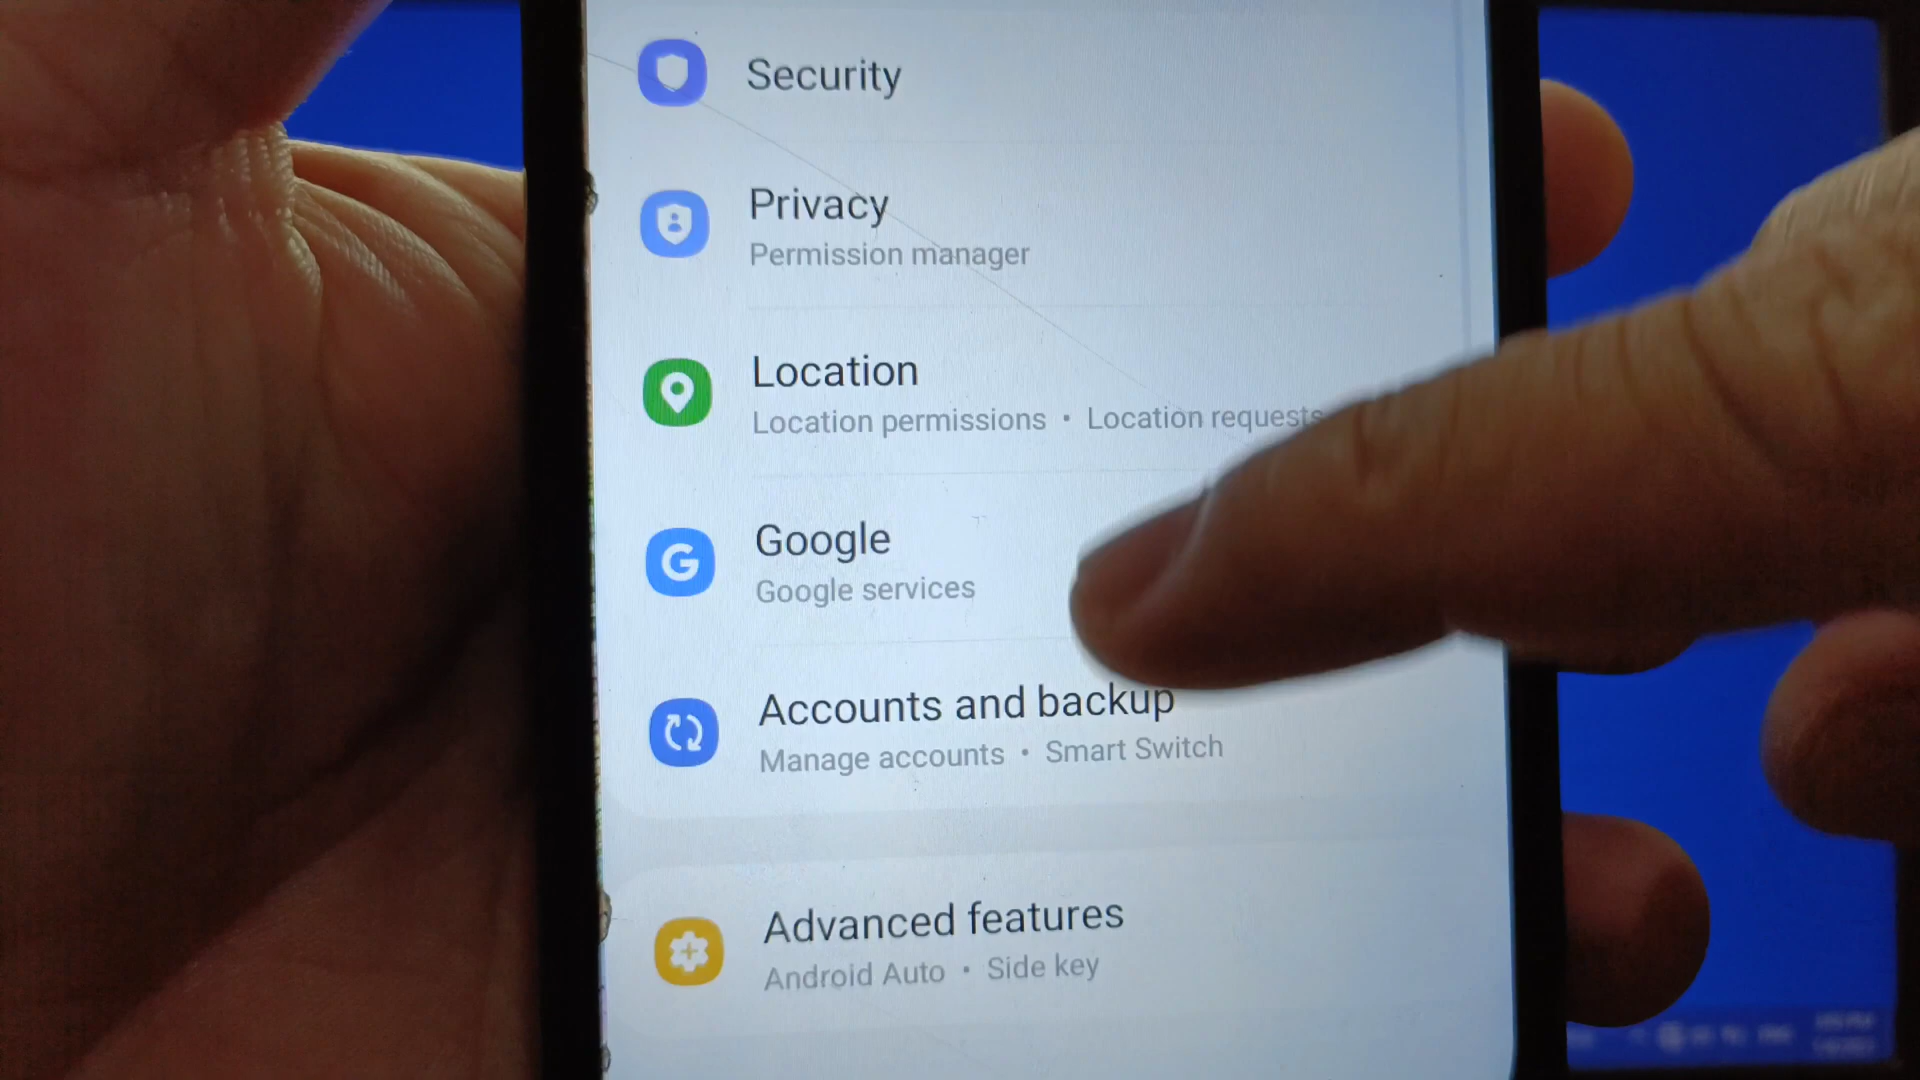 Security
Privacy
Permission manager
Location
Location permissions • Location requests
Google
Google services
Accounts and backup
Manage accounts • Smart Switch
Advanced features
Android Auto • Side key